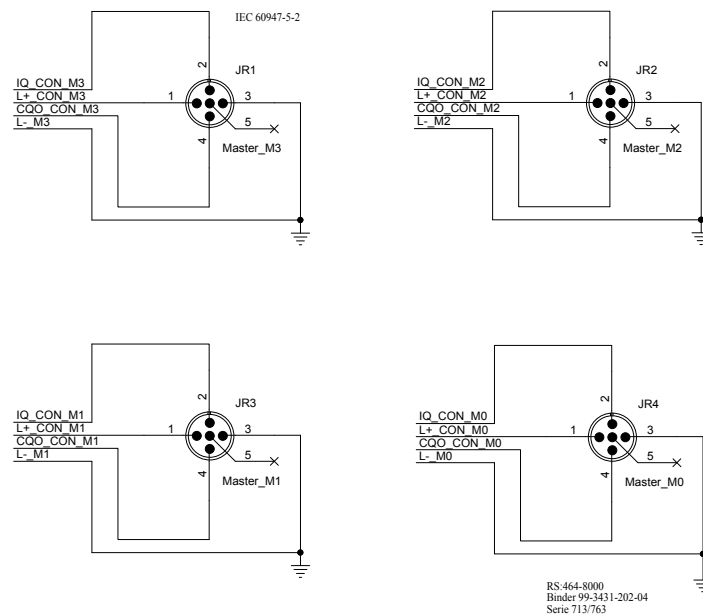 IEC 60947-5-2
2
JR1
IQ_CON_M3
L+_CON_M3
1
3
CQO_CON_M3
L-_M3
5
4
Master_M3
2
JR2
IQ_CON_M2
L+_CON_M2
1
3
CQO_CON_M2
L-_M2
5
4
Master_M2
2
JR3
IQ_CON_M1
L+_CON_M1
1
3
CQO_CON_M1
L-_M1
5
4
Master_M1
2
JR4
IQ_CON_M0
L+_CON_M0
1
3
CQO_CON_M0
L-_M0
5
4
Master_M0
RS:464-8000
Binder 99-3431-202-04
Serie 713/763